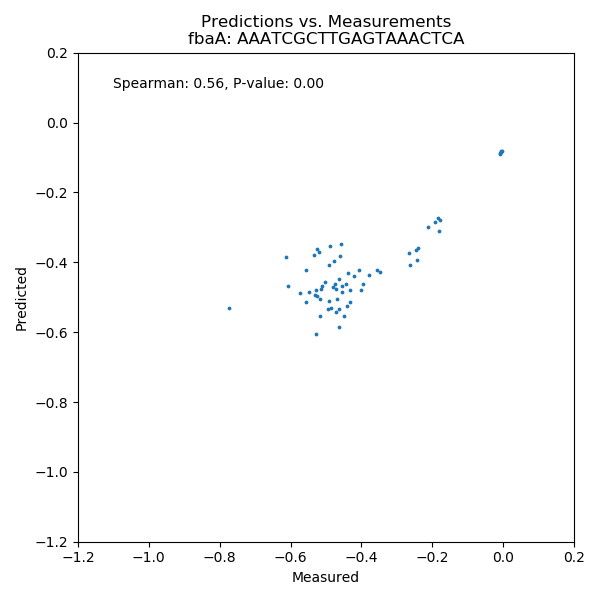 Predictions vs. Measurements
fbaA: AAATCGCTTGAGTAAACTCA
Spearman: 0.56, P-value: 0.00
0.2
0.0
−0.2
−0.4
−0.6
−0.8
−1.0
−1.2
Predicted
−1.2 −1.0 −0.8 −0.6 −0.4 −0.2 0.0 0.2
Measured